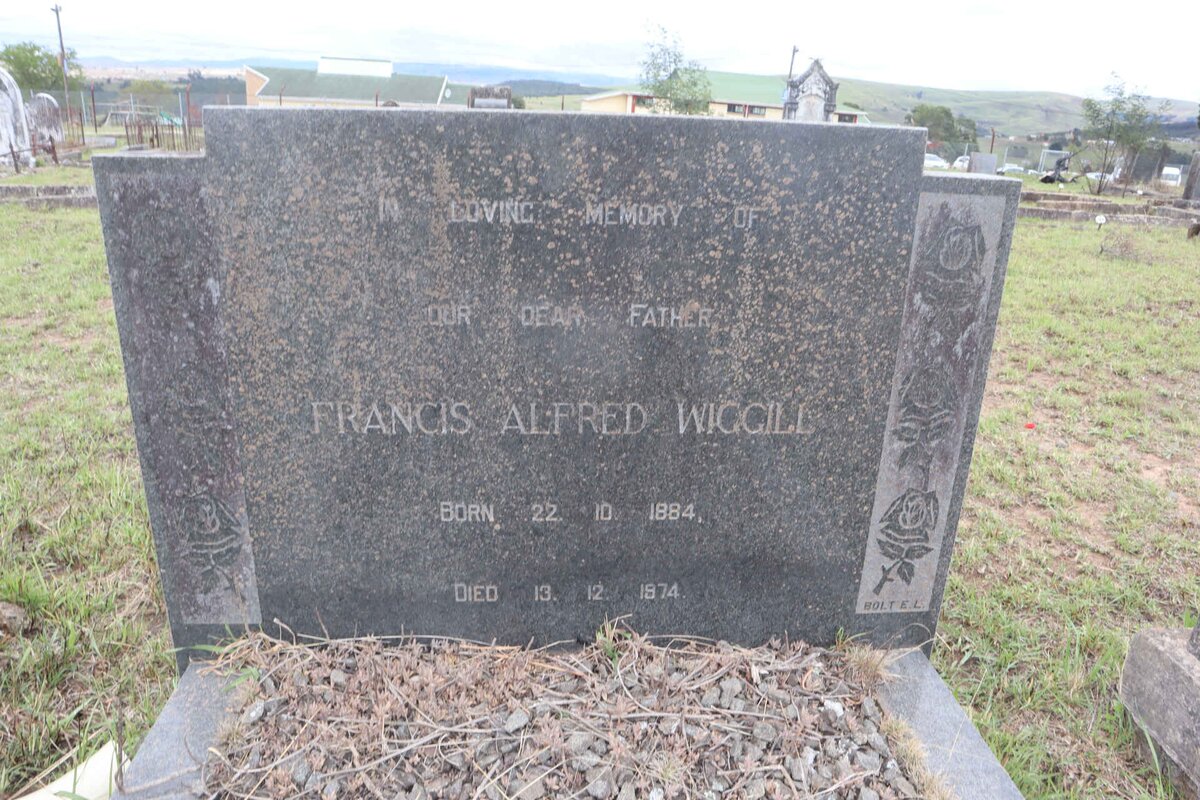 IN LOVING MEMORY OF
OUR DEAR FATHER
FRANCIS ALFRED WIGGILL
BORN 22. 10. 1884,
DIED 13. 12. 1974.
BOLT E.L.